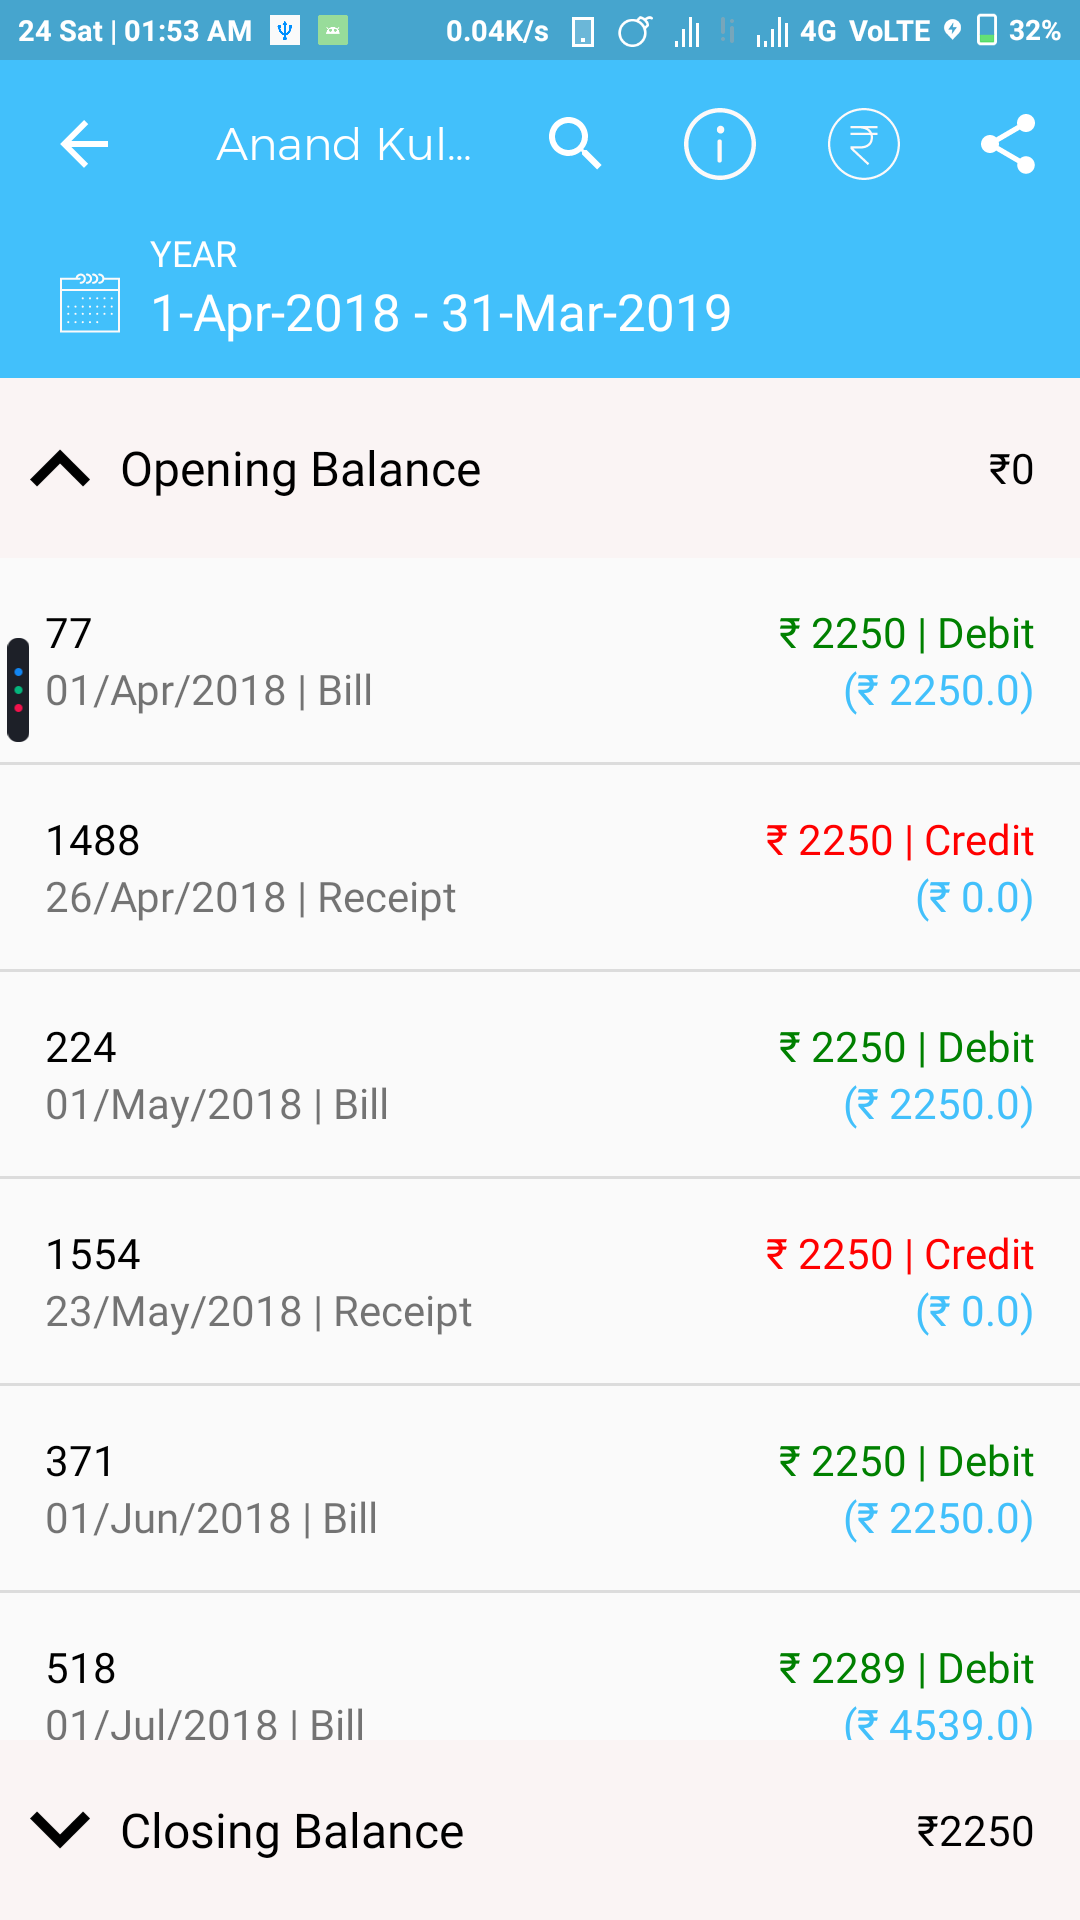 24 Sat | 01:53 AM 0.04K/s 4G VoLTE 32%
Anand Kul...
YEAR
1-Apr-2018 - 31-Mar-2019
Opening Balance ₹0
77 ₹ 2250 | Debit
01/Apr/2018 | Bill (₹ 2250.0)
1488 ₹ 2250 | Credit
26/Apr/2018 | Receipt (₹ 0.0)
224 ₹ 2250 | Debit
01/May/2018 | Bill (₹ 2250.0)
1554 ₹ 2250 | Credit
23/May/2018 | Receipt (₹ 0.0)
371 ₹ 2250 | Debit
01/Jun/2018 | Bill (₹ 2250.0)
518 ₹ 2289 | Debit
01/Jul/2018 | Bill (₹ 4539.0)
Closing Balance ₹2250